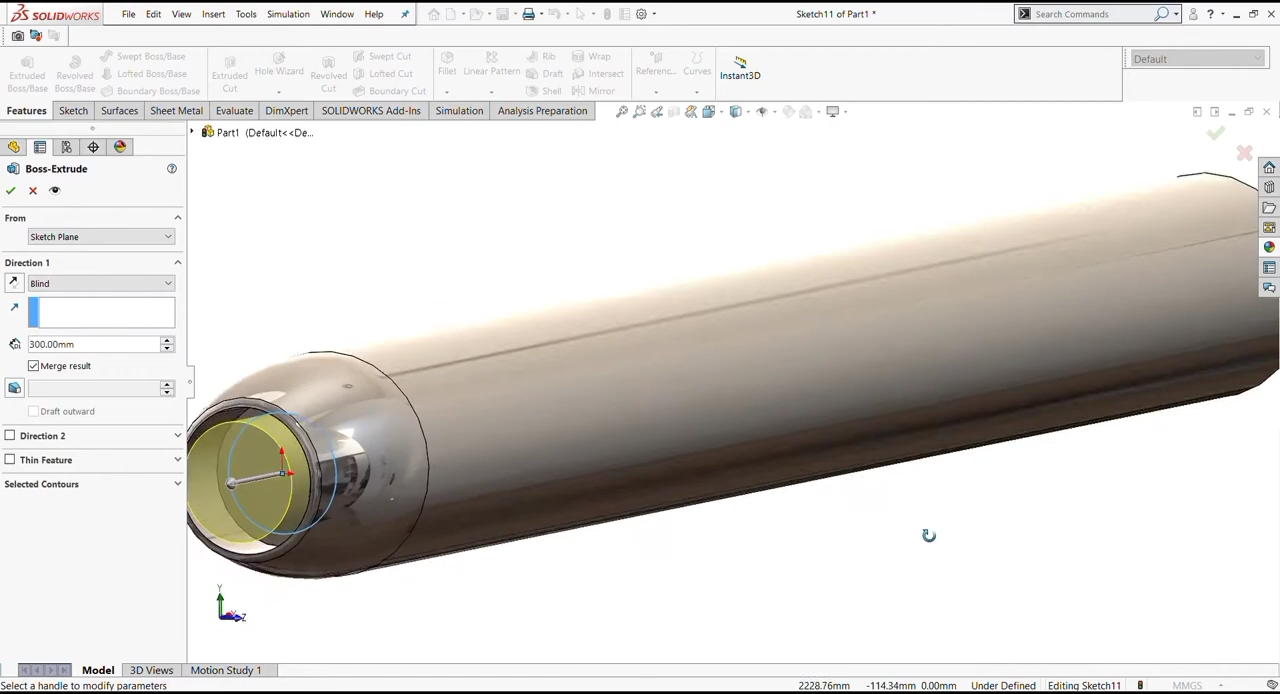 SOLIDWORKS
File Edit View Insert Tools Simulation Window Help
Sketch11 of Part1 *
Search Commands
?
Extruded Boss/Base
Revolved Boss/Base
Swept Boss/Base
Lofted Boss/Base
Boundary Boss/Base
Extruded Cut
Hole Wizard
Revolved Cut
Swept Cut
Lofted Cut
Boundary Cut
Fillet
Linear Pattern
Rib
Draft
Shell
Wrap
Intersect
Mirror
Referenc...
Curves
Instant3D
Default
Features Sketch Surfaces Sheet Metal Evaluate DimXpert SOLIDWORKS Add-Ins Simulation Analysis Preparation
Part1 (Default<<De...
Boss-Extrude
From
Sketch Plane
Direction 1
Blind
300.00mm
Merge result
Draft outward
Direction 2
Thin Feature
Selected Contours
Y
Z
Model 3D Views Motion Study 1
Select a handle to modify parameters
2228.76mm -114.34mm 0.00mm Under Defined Editing Sketch11 MMGS